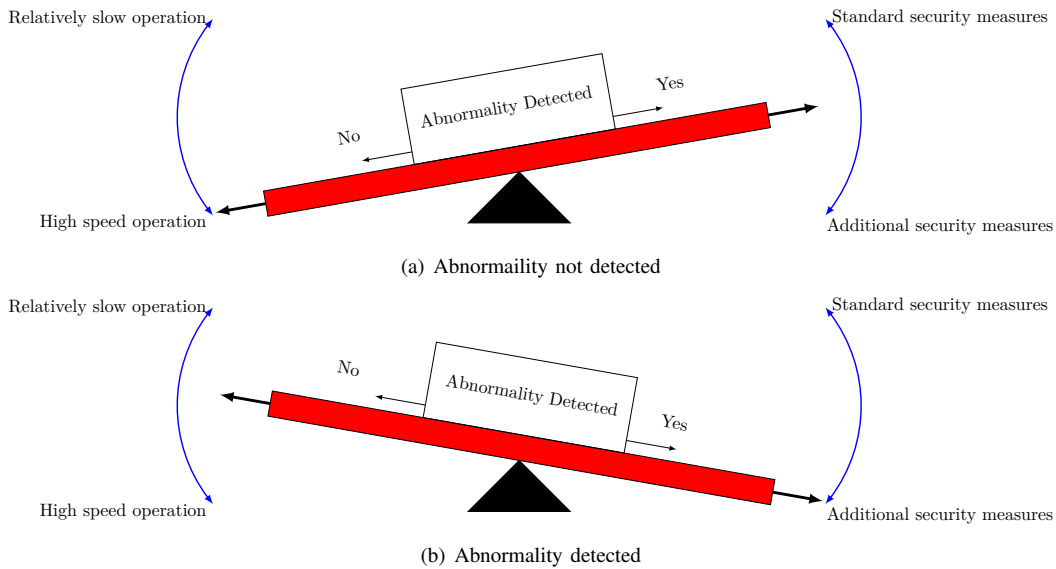 Relatively slow operation
Standard security measures
Abnormality Detected
Yes
No
High speed operation
Additional security measures
(a) Abnormaility not detected
Relatively slow operation
Standard security measures
No
Abnormality Detected
Yes
High speed operation
Additional security measures
(b) Abnormality detected